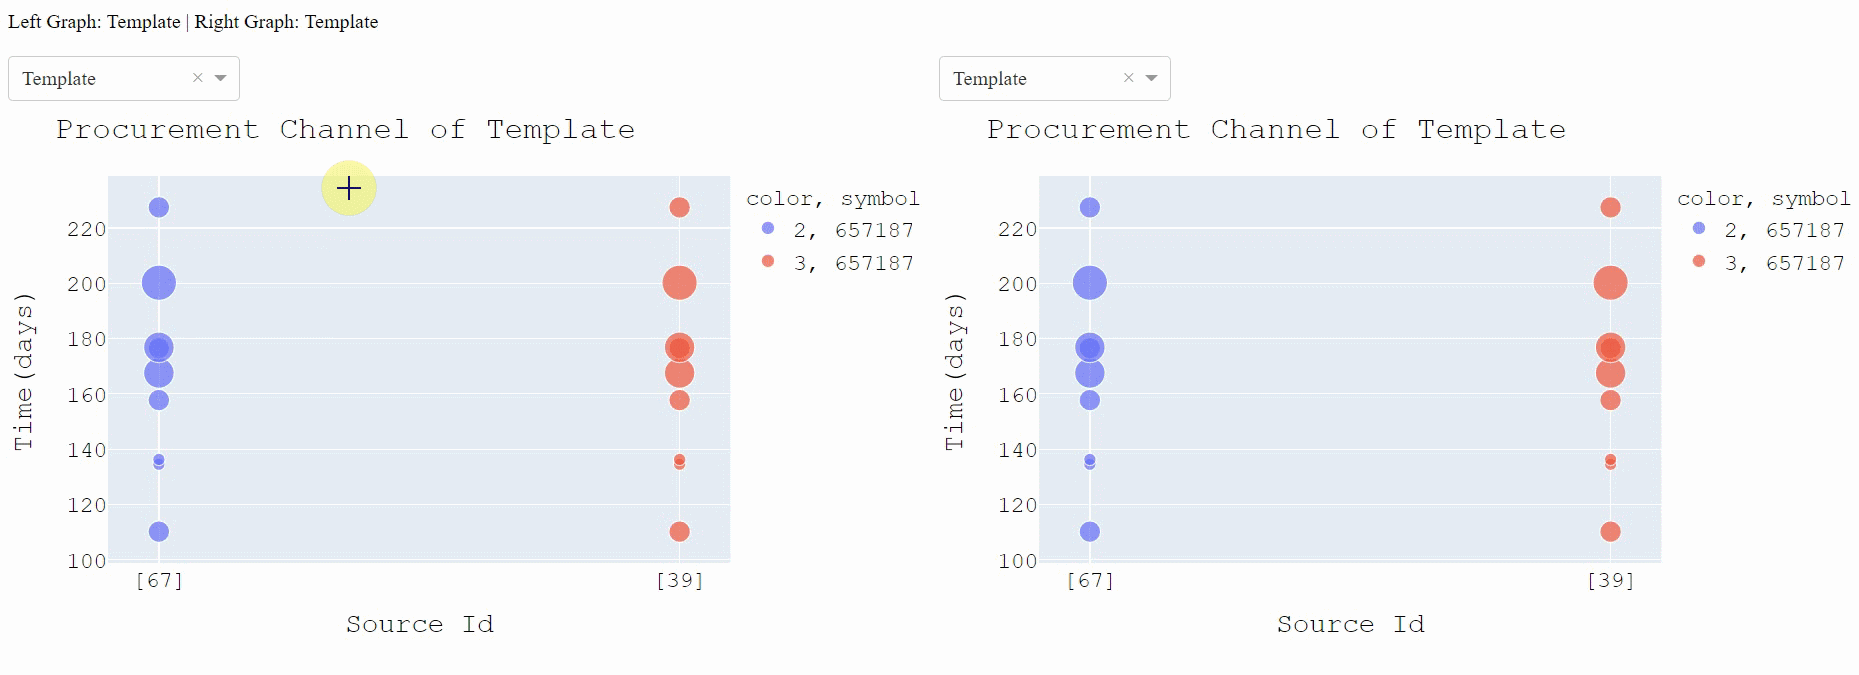 Left Graph: Template | Right Graph: Template
Template
Procurement Channel of Template
color, symbol
2, 657187
3, 657187
Time(days)
220
200
180
160
140
120
100
[67]
[39]
Source Id
Template
Procurement Channel of Template
color, symbol
2, 657187
3, 657187
Time(days)
220
200
180
160
140
120
100
[67]
[39]
Source Id